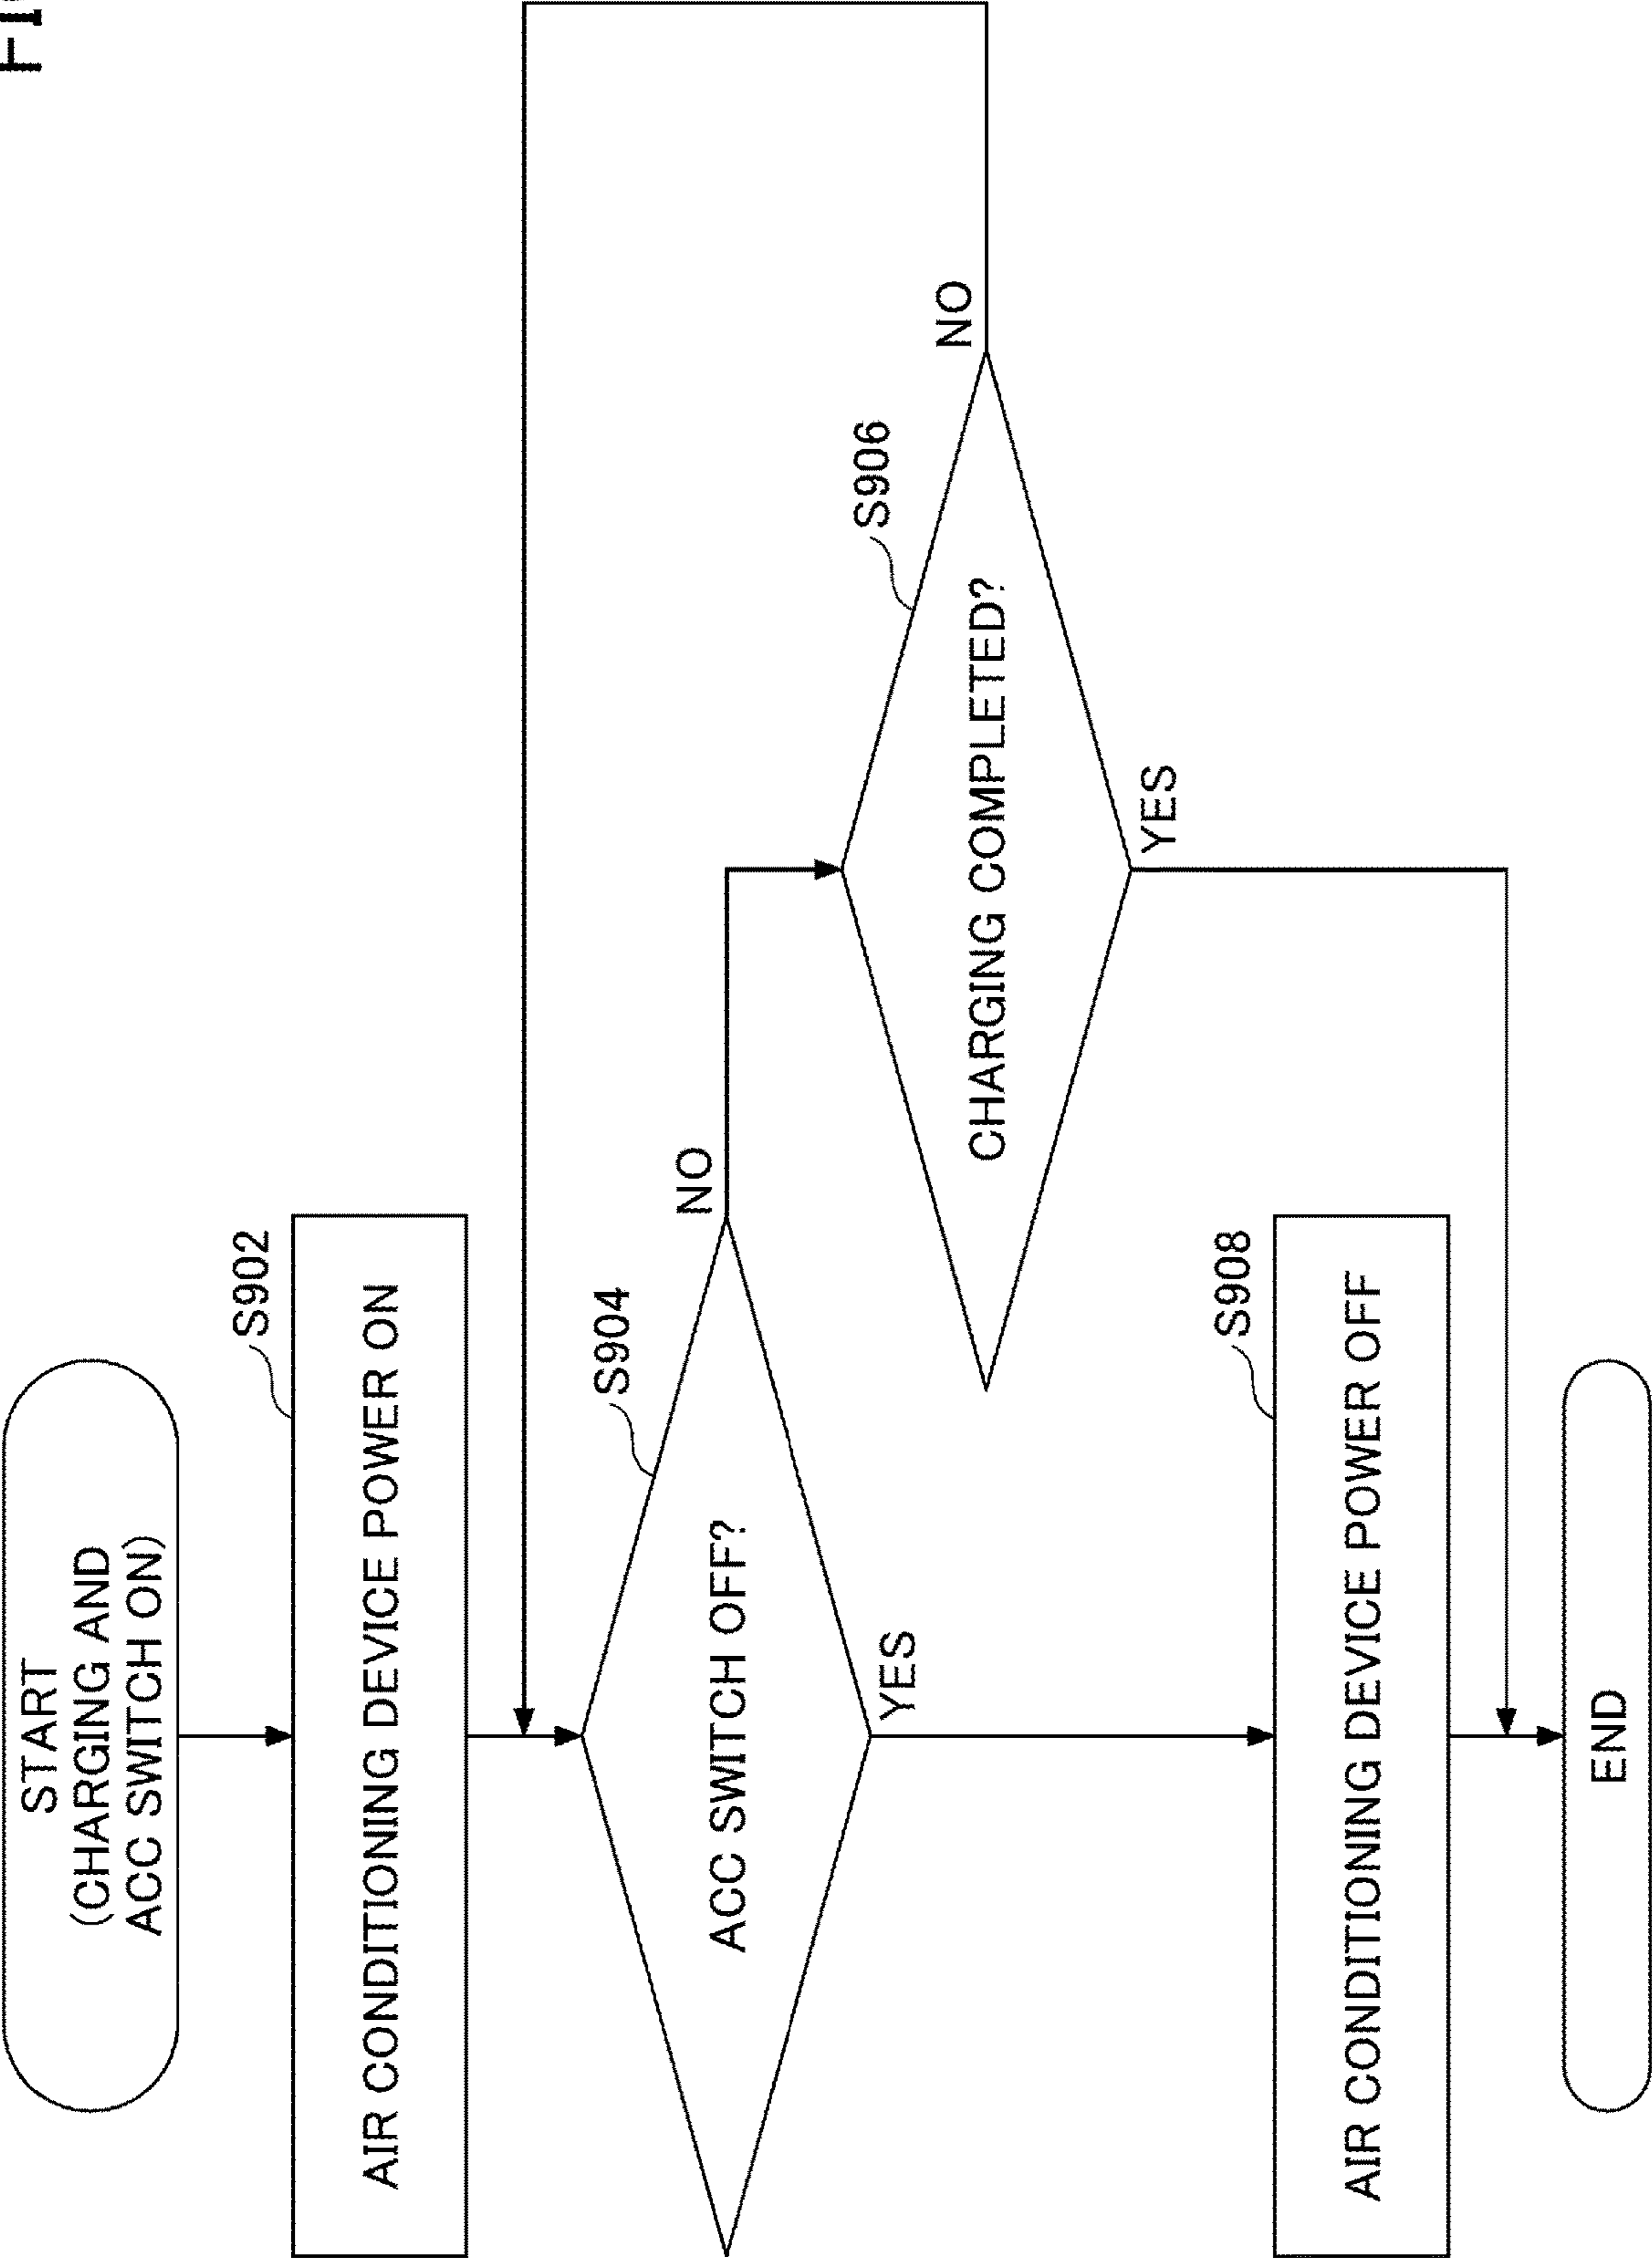 START
(CHARGING AND
ACC SWITCH ON)
S902
AIR CONDITIONING DEVICE POWER ON
S904
ACC SWITCH OFF?
NO
YES
S906
CHARGING COMPLETED?
NO
YES
S908
AIR CONDITIONING DEVICE POWER OFF
END